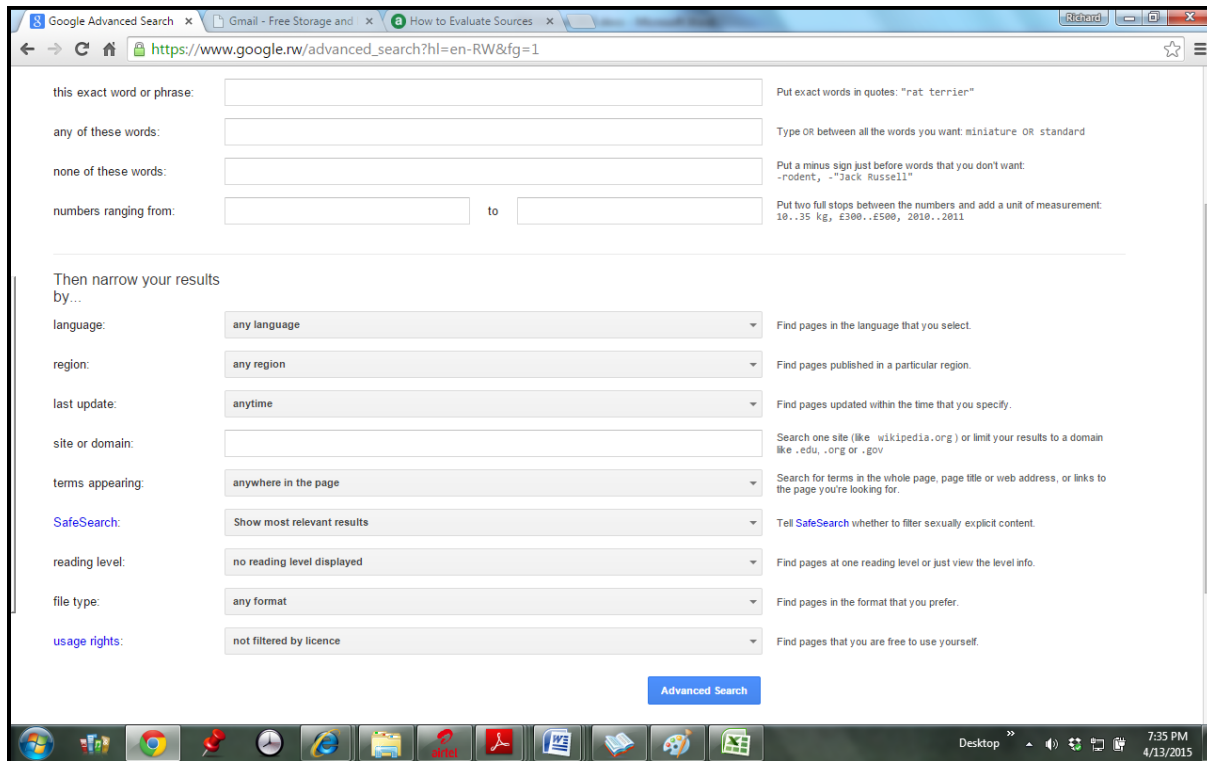 Google Advanced Search
Gmail - Free Storage and
How to Evaluate Sources
Richard
https://www.google.rw/advanced_search?hl=en-RW&fg=1
this exact word or phrase:
Put exact words in quotes: "rat terrier"
any of these words:
Type OR between all the words you want: miniature OR standard
none of these words:
Put a minus sign just before words that you don't want:
-rodent, -"Jack Russell"
numbers ranging from:
to
Put two full stops between the numbers and add a unit of measurement:
10..35 kg, £300..£500, 2010..2011
Then narrow your results
by...
language:
any language
Find pages in the language that you select.
region:
any region
Find pages published in a particular region.
last update:
anytime
Find pages updated within the time that you specify.
site or domain:
Search one site (like wikipedia.org ) or limit your results to a domain
like .edu, .org or .gov
terms appearing:
anywhere in the page
Search for terms in the whole page, page title or web address, or links to
the page you're looking for.
SafeSearch:
Show most relevant results
Tell SafeSearch whether to filter sexually explicit content.
reading level:
no reading level displayed
Find pages at one reading level or just view the level info.
file type:
any format
Find pages in the format that you prefer.
usage rights:
not filtered by licence
Find pages that you are free to use yourself.
Advanced Search
airtel
Desktop
7:35 PM
4/13/2015